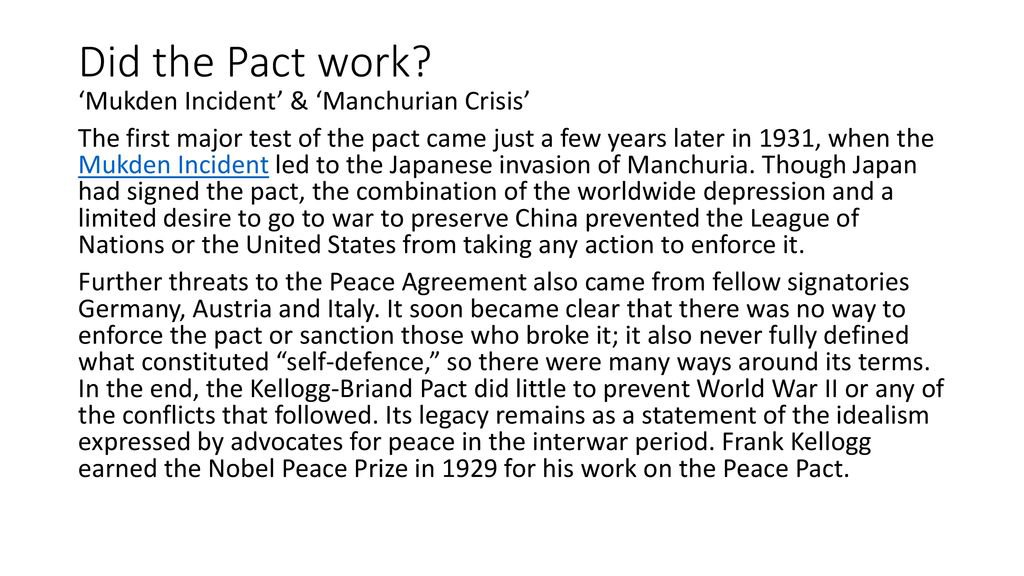 Did the Pact work?
‘Mukden Incident’ & ‘Manchurian Crisis’
The first major test of the pact came just a few years later in 1931, when the
Mukden Incident led to the Japanese invasion of Manchuria. Though Japan
had signed the pact, the combination of the worldwide depression and a
limited desire to go to war to preserve China prevented the League of
Nations or the United States from taking any action to enforce it.
Further threats to the Peace Agreement also came from fellow signatories
Germany, Austria and Italy. It soon became clear that there was no way to
enforce the pact or sanction those who broke it; it also never fully defined
what constituted “self-defence,” so there were many ways around its terms.
In the end, the Kellogg-Briand Pact did little to prevent World War II or any of
the conflicts that followed. Its legacy remains as a statement of the idealism
expressed by advocates for peace in the interwar period. Frank Kellogg
earned the Nobel Peace Prize in 1929 for his work on the Peace Pact.